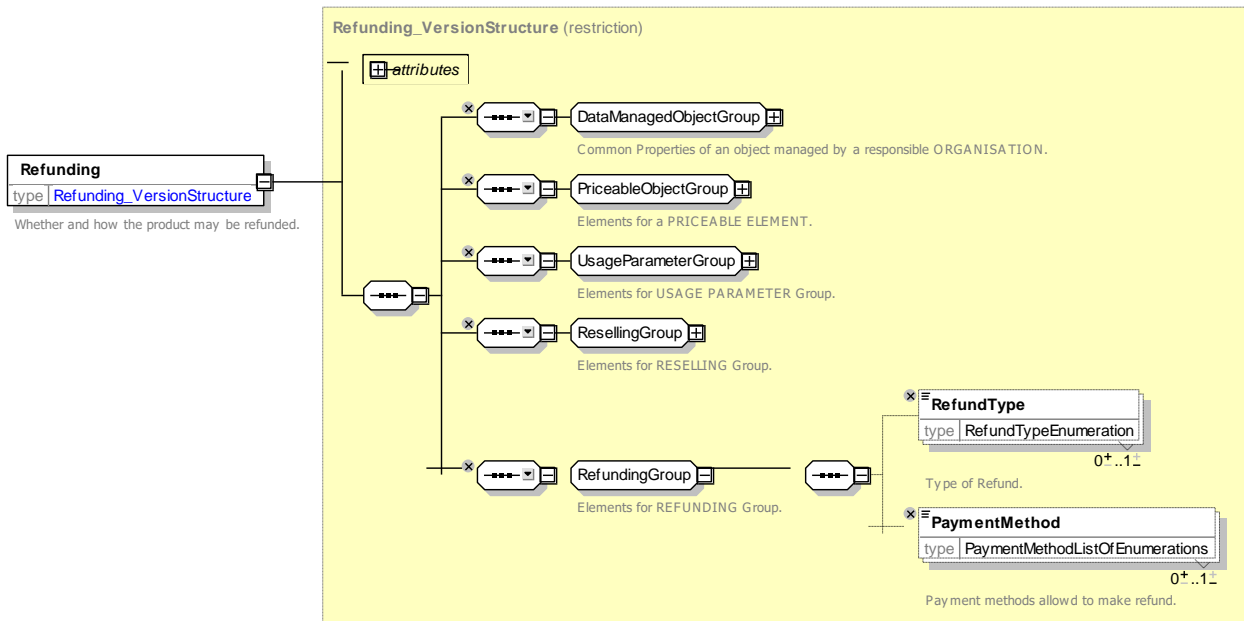 Refunding_VersionStructure (restriction)
attributes
DataManagedObjectGroup
Common Properties of an object managed by a responsible ORGANISATION.
Refunding
type Refunding_VersionStructure
Whether and how the product may be refunded.
PriceableObjectGroup
Elements for a PRICEABLE ELEMENT.
UsageParameterGroup
Elements for USAGE PARAMETER Group.
ResellingGroup
Elements for RESELLING Group.
RefundType
type RefundTypeEnumeration
0..1
Type of Refund.
RefundingGroup
Elements for REFUNDING Group.
PaymentMethod
type PaymentMethodListOfEnumerations
0..1
Payment methods allowd to make refund.